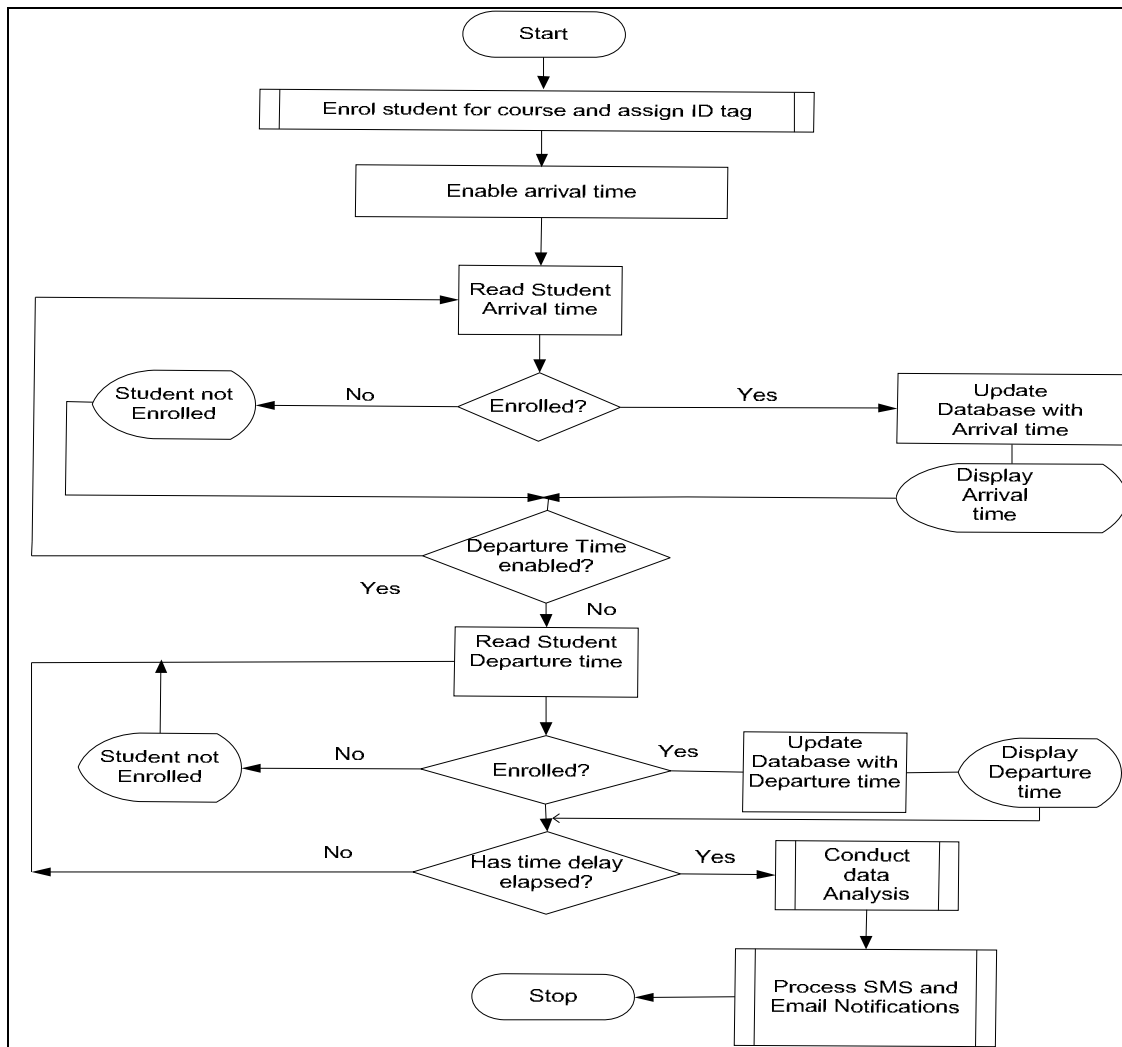 Start
Enrol student for course and assign ID tag
Enable arrival time
Read Student
Arrival time
Student not
Enrolled
No
Enrolled?
Yes
Update
Database with
Arrival time
Display
Arrival
time
Departure Time
enabled?
Yes
No
Read Student
Departure time
Student not
Enrolled
No
Enrolled?
Yes
Update
Database with
Departure time
Display
Departure
time
No
Has time delay
elapsed?
Yes
Conduct
data
Analysis
Process SMS and
Email Notifications
Stop